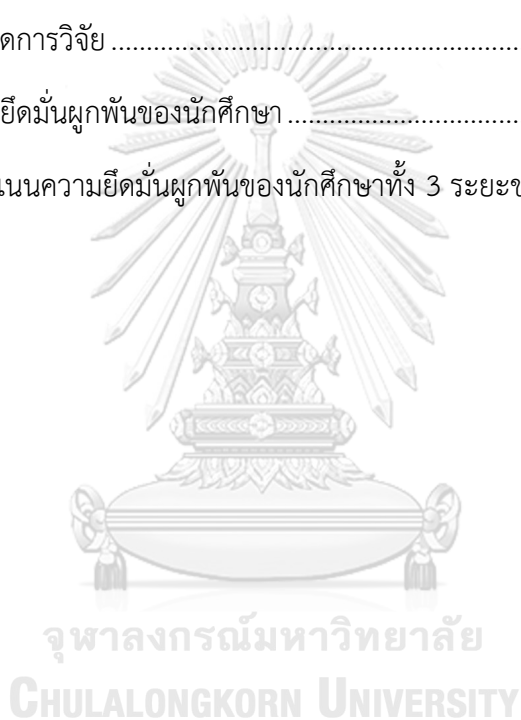 ดการวิจัย ........................................................
ยึดมั่นผูกพันของนักศึกษา ................................
นนความยึดมั่นผูกพันของนักศึกษาทั้ง 3 ระยะข
จุฬาลงกรณ์มหาวิทยาลัย
CHULALONGKORN UNIVERSITY